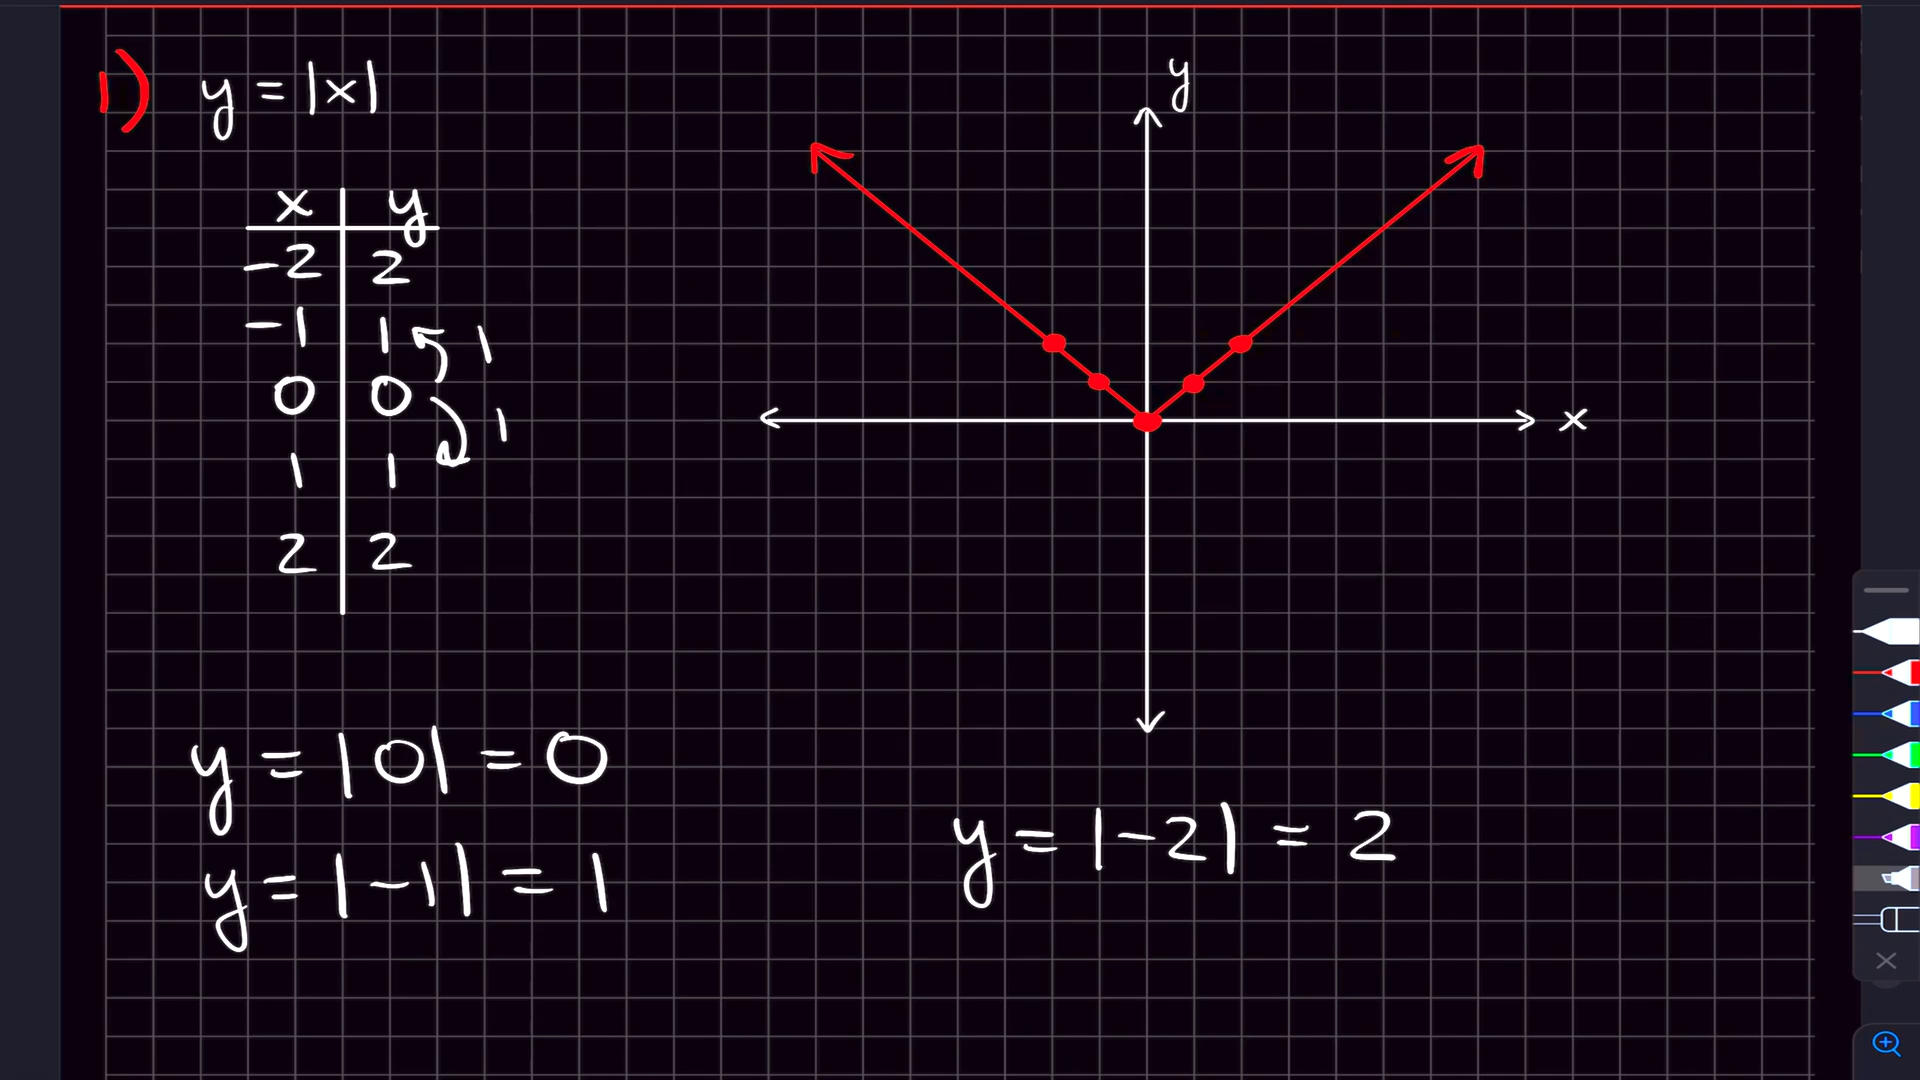 1) y = |x|
x y
-2 2
-1 1 1
0 0
1
1 1
2 2
y = |0| = 0
y = |-1| = 1
y
x
y = |-2| = 2